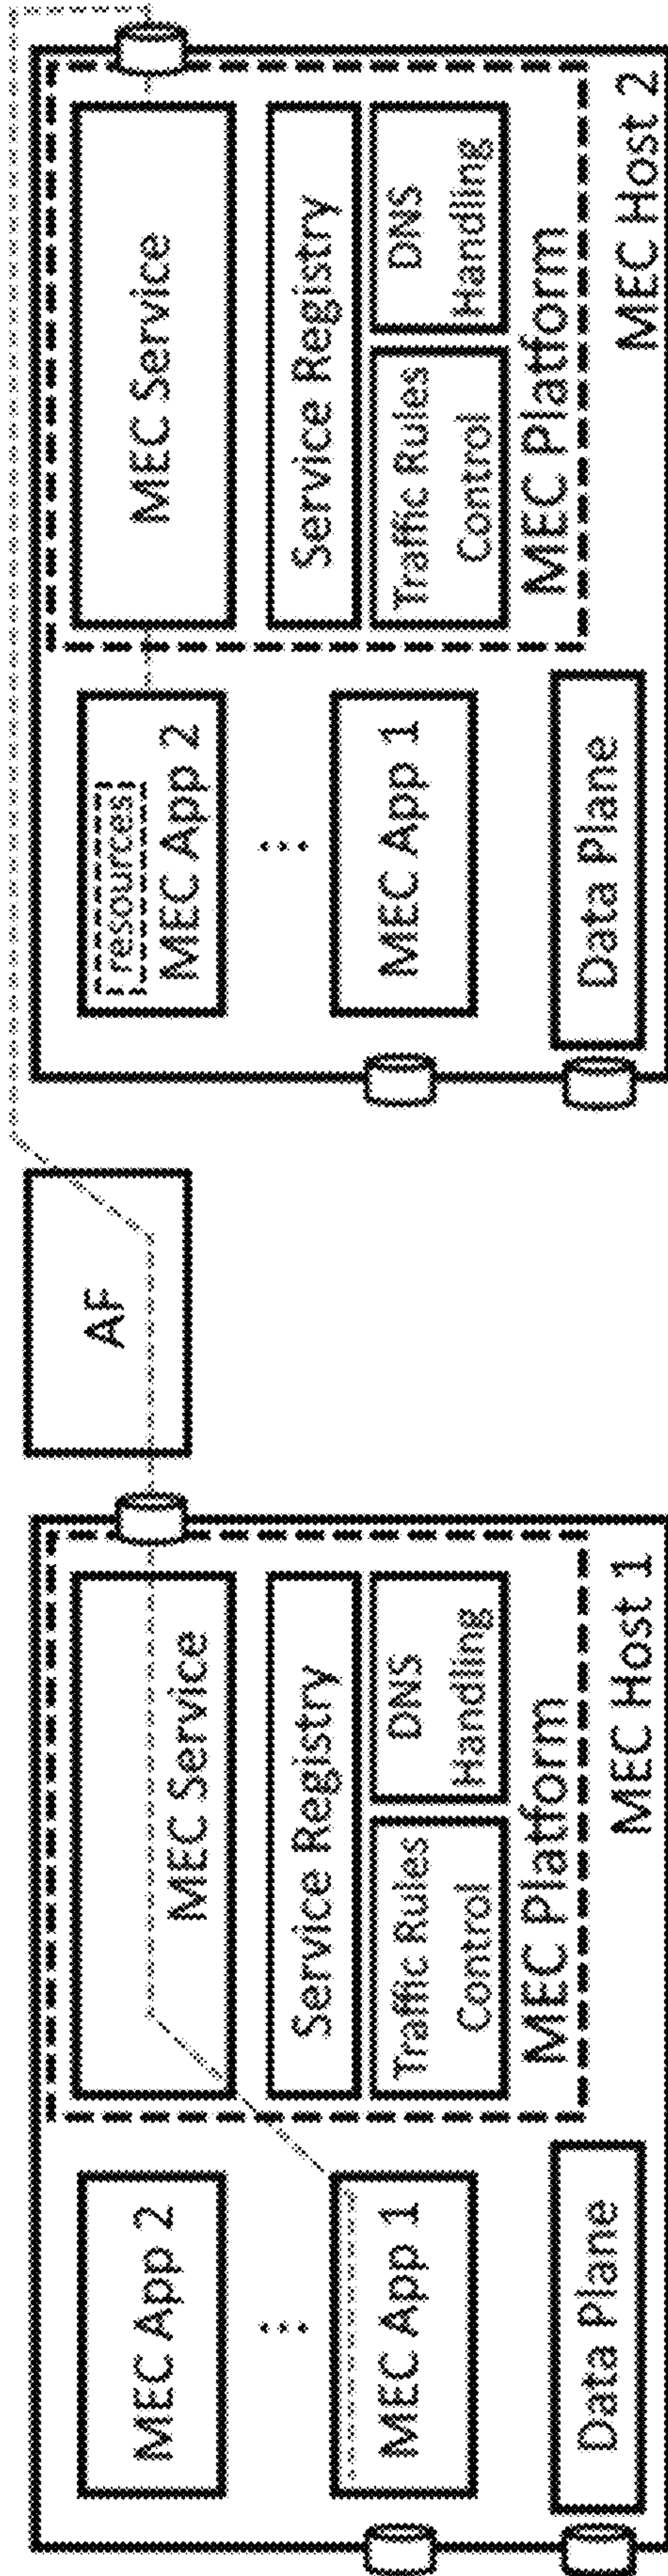 MEC App 2
⋮
MEC App 1
Data Plane
MEC Service
Service Registry
Traffic Rules
Control
DNS
Handling
MEC Platform
MEC Host 1
AF
resources
MEC App 2
⋮
MEC App 1
Data Plane
MEC Service
Service Registry
Traffic Rules
Control
DNS
Handling
MEC Platform
MEC Host 2